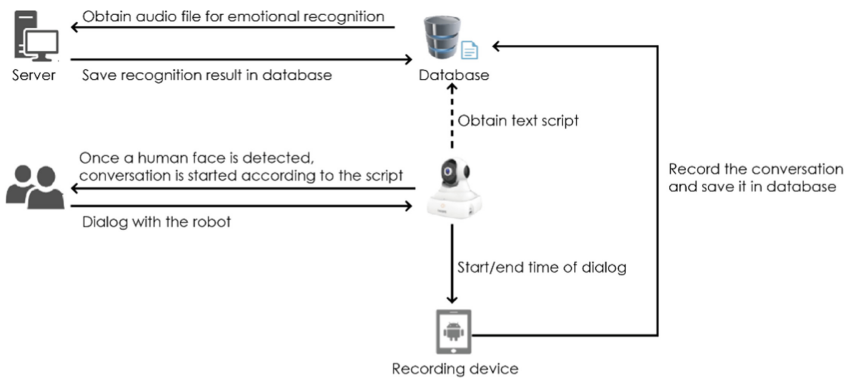 Obtain audio file for emotional recognition
Server
Save recognition result in database
Database
Obtain text script
Once a human face is detected,
conversation is started according to the script
Dialog with the robot
Record the conversation
and save it in database
Start/end time of dialog
Recording device